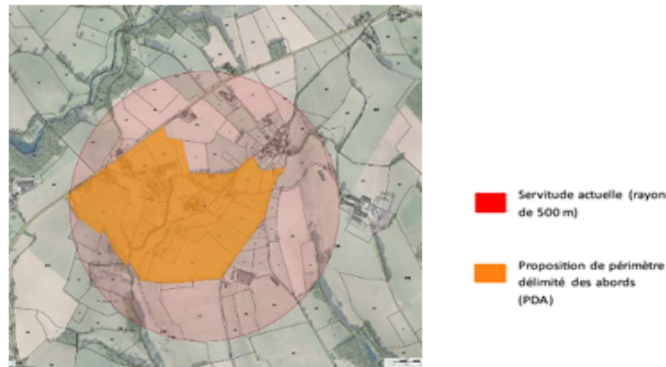 Servitude actuelle (rayon
de 500 m)
Proposition de périmètre
délimité des abords
(PDA)